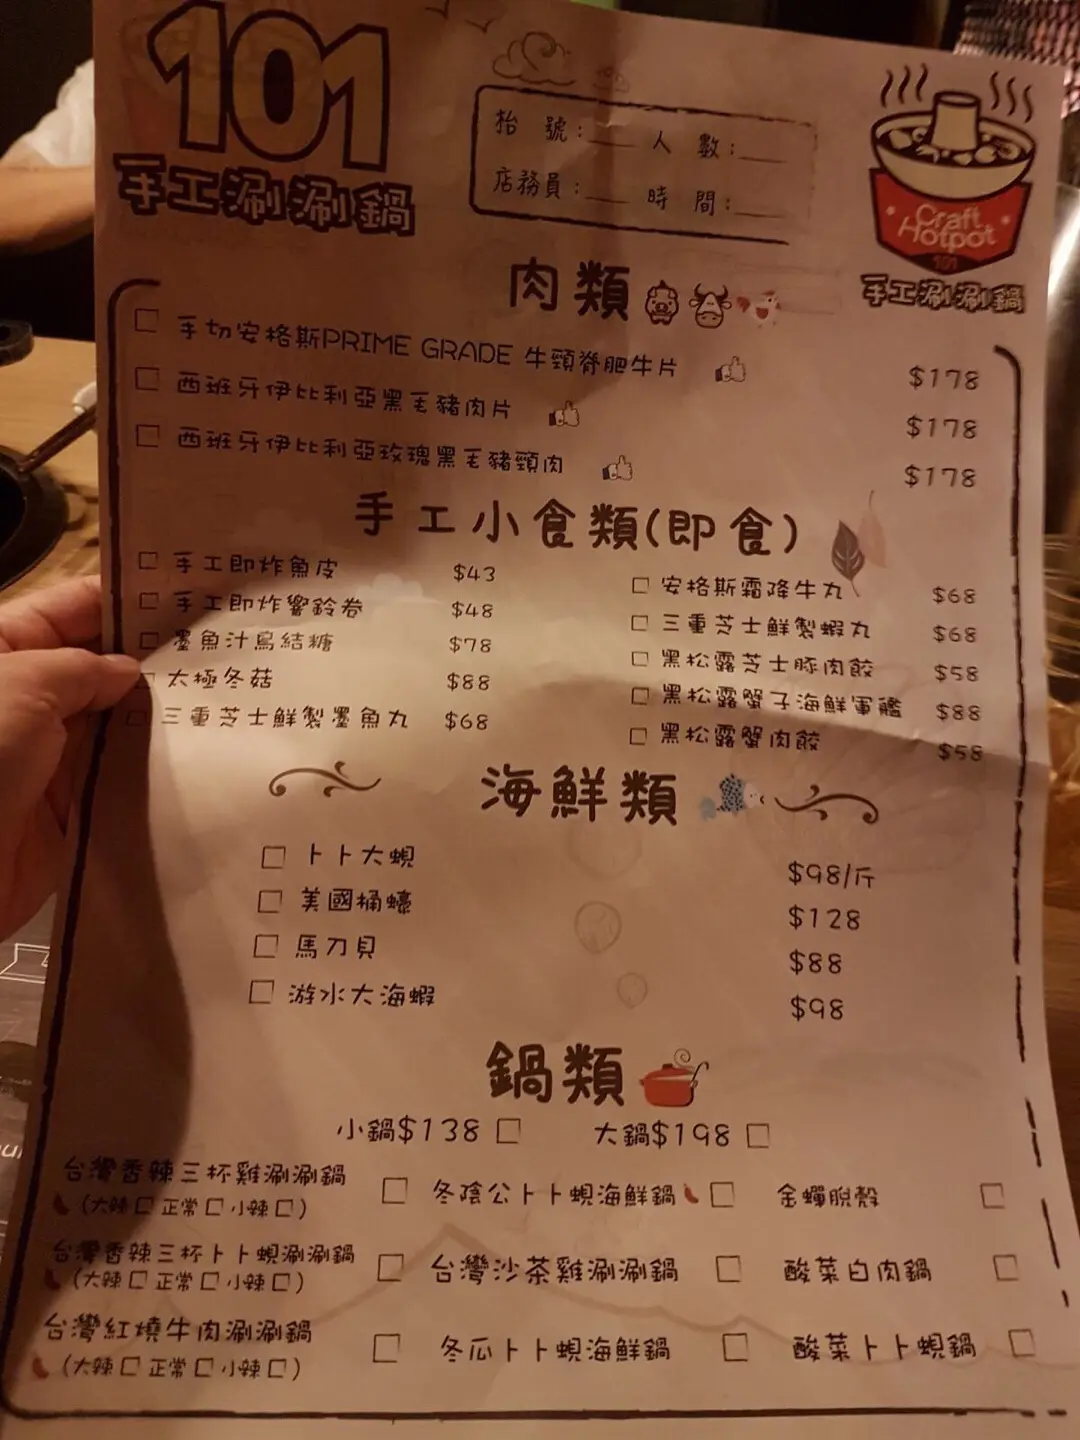 101
手工涮涮鍋
枱 號：___ 人 數：___
店務員：___ 時 間：___
Craft
Hotpot
101
手工涮涮鍋
肉類
手切安格斯PRIME GRADE 牛頸脊肥牛片 $178
西班牙伊比利亞黑毛豬肉片 $178
西班牙伊比利亞玫瑰黑毛豬頸肉 $178
手工小食類(即食)
手工即炸魚皮 $43
手工即炸響鈴卷 $48
墨魚汁鳥結糖 $78
太極冬菇 $88
三重芝士鮮製墨魚丸 $68
安格斯霜降牛丸 $68
三重芝士鮮製蝦丸 $68
黑松露芝士豚肉餃 $58
黑松露蟹子海鮮軍艦 $88
黑松露蟹肉餃 $58
海鮮類
卜卜大蜆 $98/斤
美國桶蠔 $128
馬刀貝 $88
游水大海蝦 $98
鍋類
小鍋$138 大鍋$198
台灣香辣三杯雞涮涮鍋
(大辣 正常 小辣)
冬陰公卜卜蜆海鮮鍋
金蟬脫殼
台灣香辣三杯卜卜蜆涮涮鍋
(大辣 正常 小辣)
台灣沙茶雞涮涮鍋
酸菜白肉鍋
台灣紅燒牛肉涮涮鍋
(大辣 正常 小辣)
冬瓜卜卜蜆海鮮鍋
酸菜卜卜蜆鍋